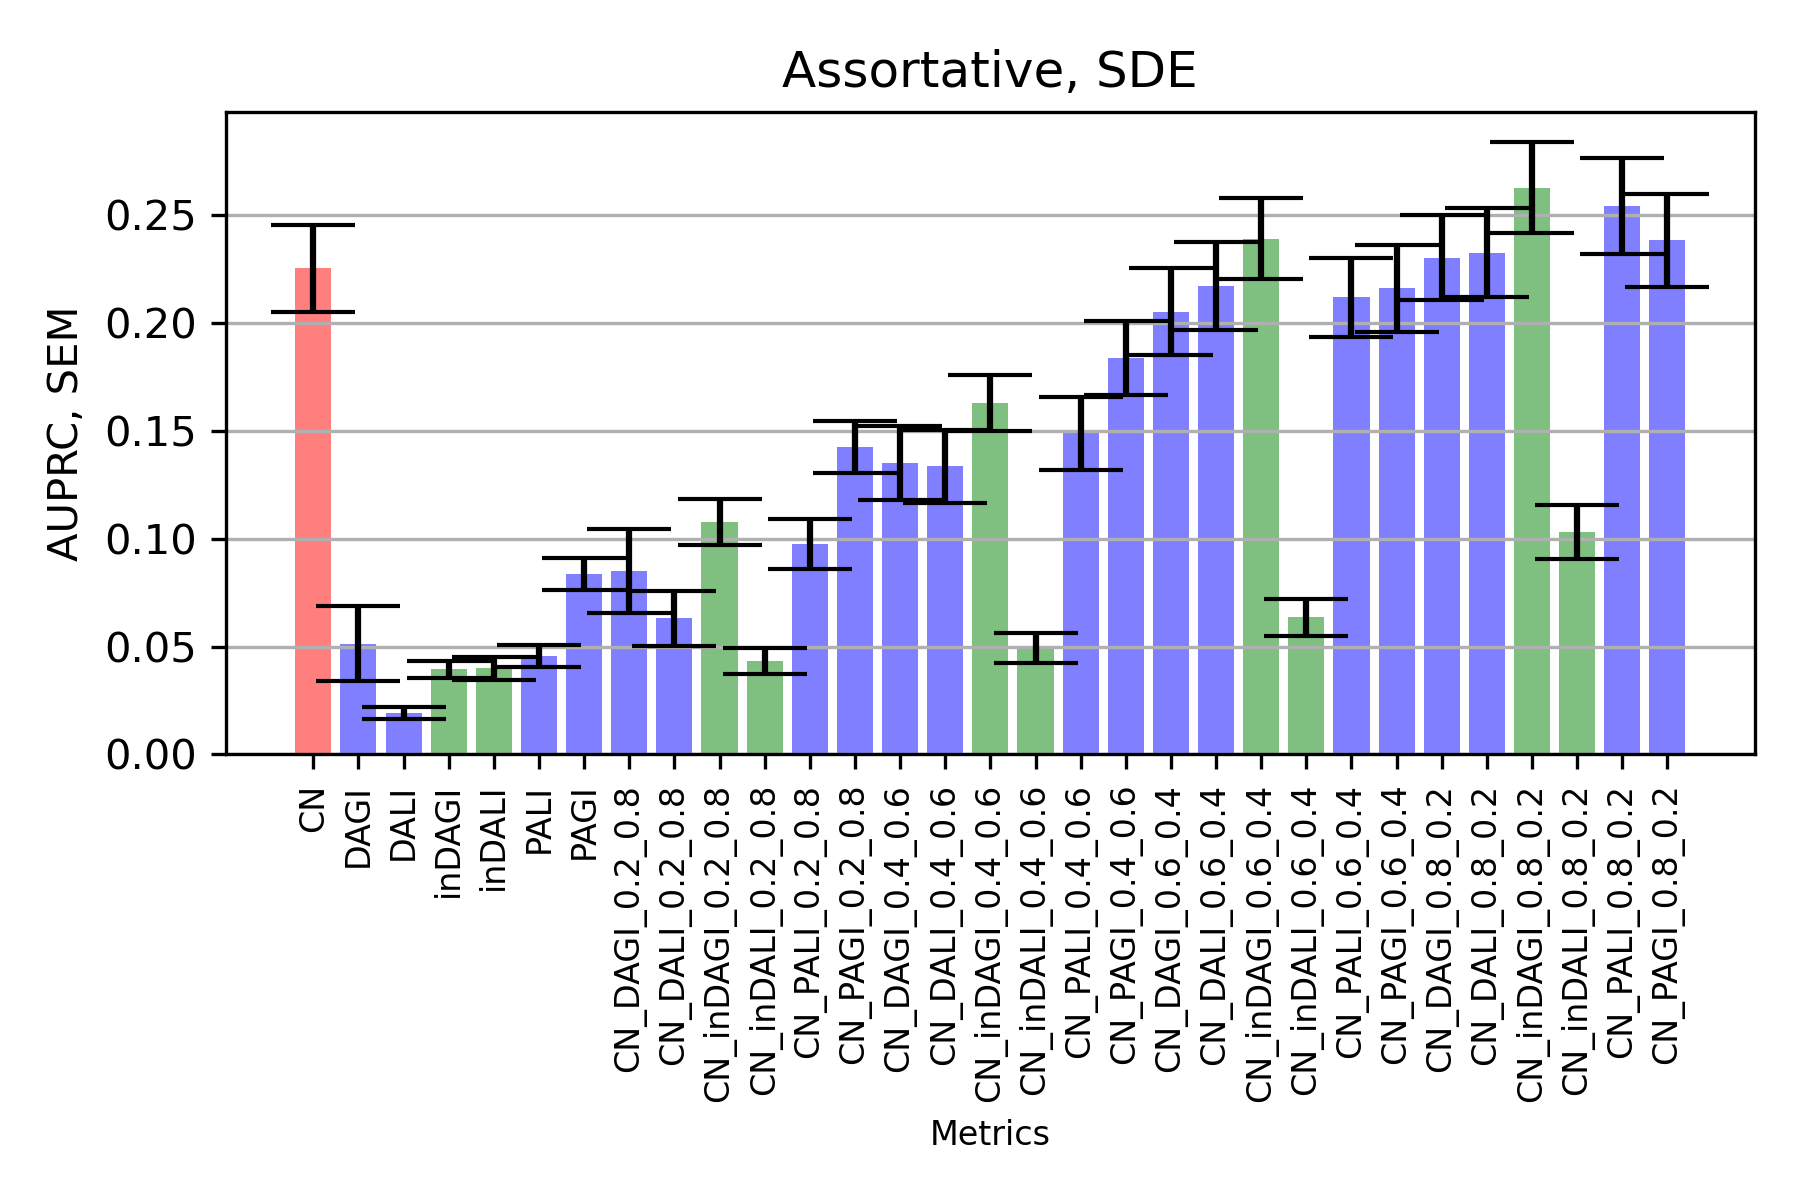 Assortative, SDE
AUPRC, SEM
0.25
0.20
0.15
0.10
0.05
0.00
CN
DAGI
DALI
inDAGI
inDALI
PALI
PAGI
CN_DAGI_0.2_0.8
CN_DALI_0.2_0.8
CN_inDAGI_0.2_0.8
CN_inDALI_0.2_0.8
CN_PALI_0.2_0.8
CN_PAGI_0.2_0.8
CN_DAGI_0.4_0.6
CN_DALI_0.4_0.6
CN_inDAGI_0.4_0.6
CN_inDALI_0.4_0.6
CN_PALI_0.4_0.6
CN_PAGI_0.4_0.6
CN_DAGI_0.6_0.4
CN_DALI_0.6_0.4
CN_inDAGI_0.6_0.4
CN_inDALI_0.6_0.4
CN_PALI_0.6_0.4
CN_PAGI_0.6_0.4
CN_DAGI_0.8_0.2
CN_DALI_0.8_0.2
CN_inDAGI_0.8_0.2
CN_inDALI_0.8_0.2
CN_PALI_0.8_0.2
CN_PAGI_0.8_0.2
Metrics